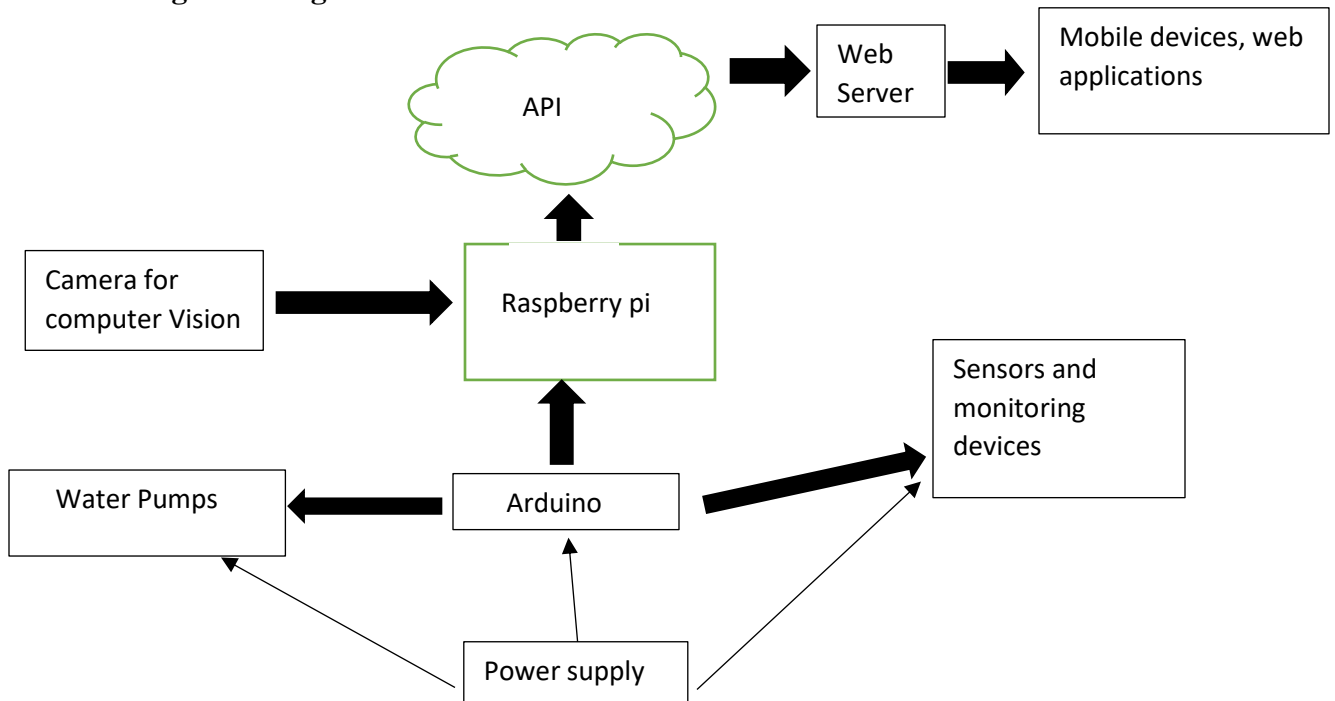 API
Web
Server
Mobile devices, web
applications
Camera for
computer Vision
Raspberry pi
Sensors and
monitoring
devices
Water Pumps
Arduino
Power supply